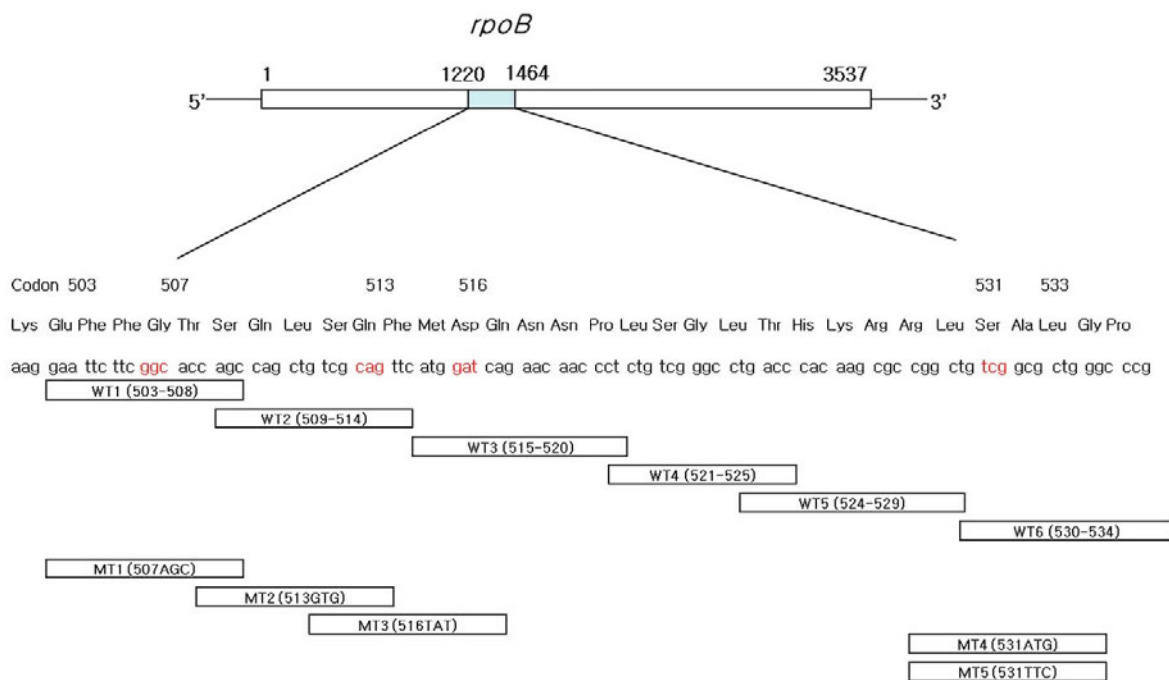 rpoB
1 1220 1464 3537
5’ 3’
Codon 503 507 513 516 531 533
Lys Glu Phe Phe Gly Thr Ser Gln Leu Ser Gln Phe Met Asp Gln Asn Asn Pro Leu Ser Gly Leu Thr His Lys Arg Arg Leu Ser Ala Leu Gly Pro
aag gaa ttc ttc ggc acc agc cag ctg tcg cag ttc atg gat cag aac aac cct ctg tcg ggc ctg acc cac aag cgc cgg ctg tcg gcg ctg ggc ccg
WT1 (503-508)
WT2 (509-514)
WT3 (515-520)
WT4 (521-525)
WT5 (524-529)
WT6 (530-534)
MT1 (507AGC)
MT2 (513GTG)
MT3 (516TAT)
MT4 (531ATG)
MT5 (531TTC)